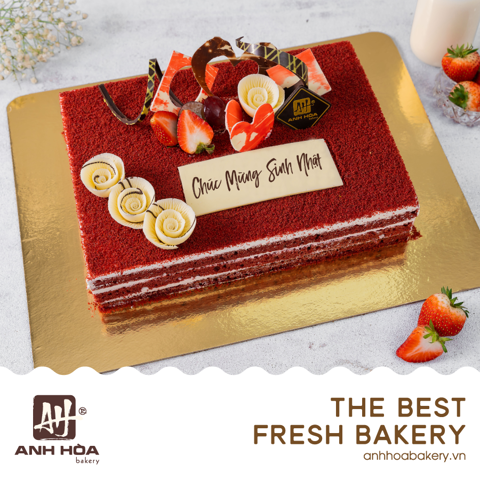 ANH HÒA
Chúc Mừng Sinh Nhật
AH ®
ANH HÒA
bakery
THE BEST
FRESH BAKERY
anhhoabakery.vn